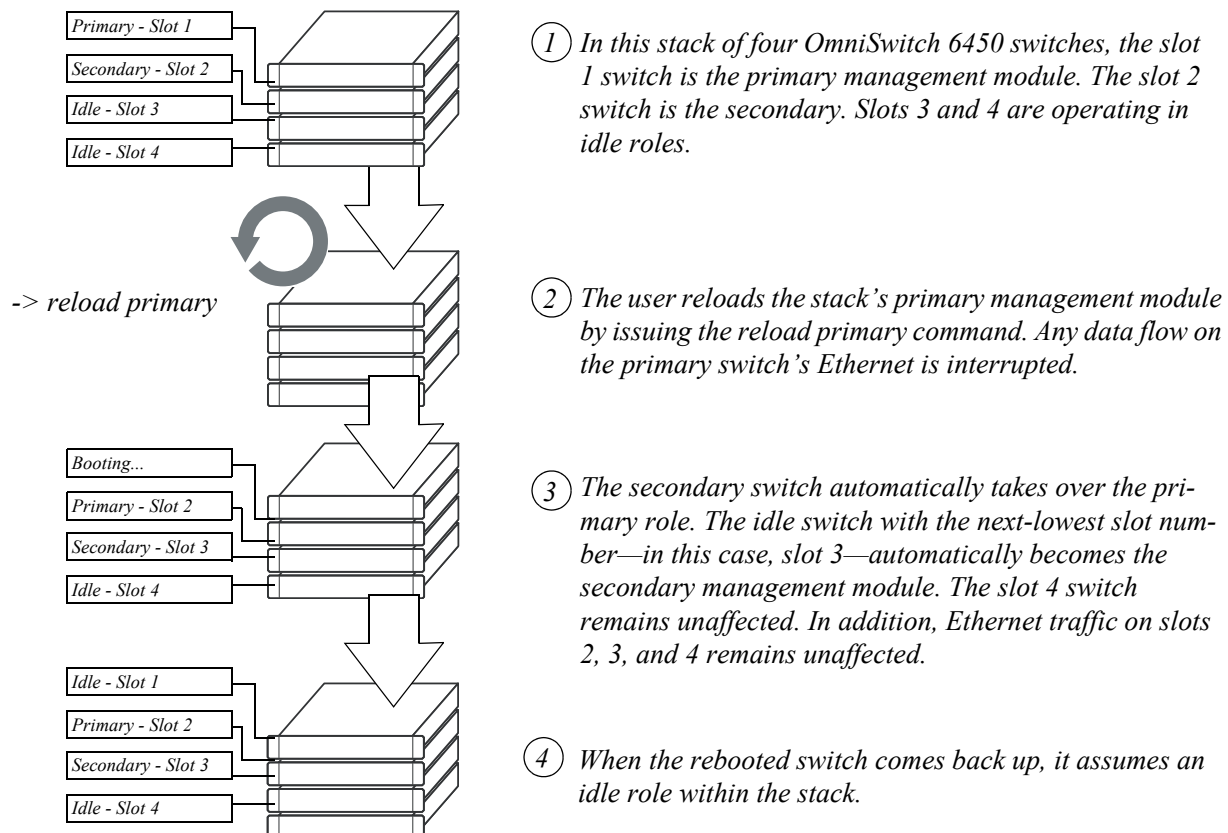 Primary - Slot 1
Secondary - Slot 2
Idle - Slot 3
Idle - Slot 4
1 In this stack of four OmniSwitch 6450 switches, the slot
1 switch is the primary management module. The slot 2
switch is the secondary. Slots 3 and 4 are operating in
idle roles.
-> reload primary
2 The user reloads the stack’s primary management module
by issuing the reload primary command. Any data flow on
the primary switch’s Ethernet is interrupted.
Booting...
Primary - Slot 2
Secondary - Slot 3
Idle - Slot 4
3 The secondary switch automatically takes over the pri-
mary role. The idle switch with the next-lowest slot num-
ber—in this case, slot 3—automatically becomes the
secondary management module. The slot 4 switch
remains unaffected. In addition, Ethernet traffic on slots
2, 3, and 4 remains unaffected.
Idle - Slot 1
Primary - Slot 2
Secondary - Slot 3
Idle - Slot 4
4 When the rebooted switch comes back up, it assumes an
idle role within the stack.